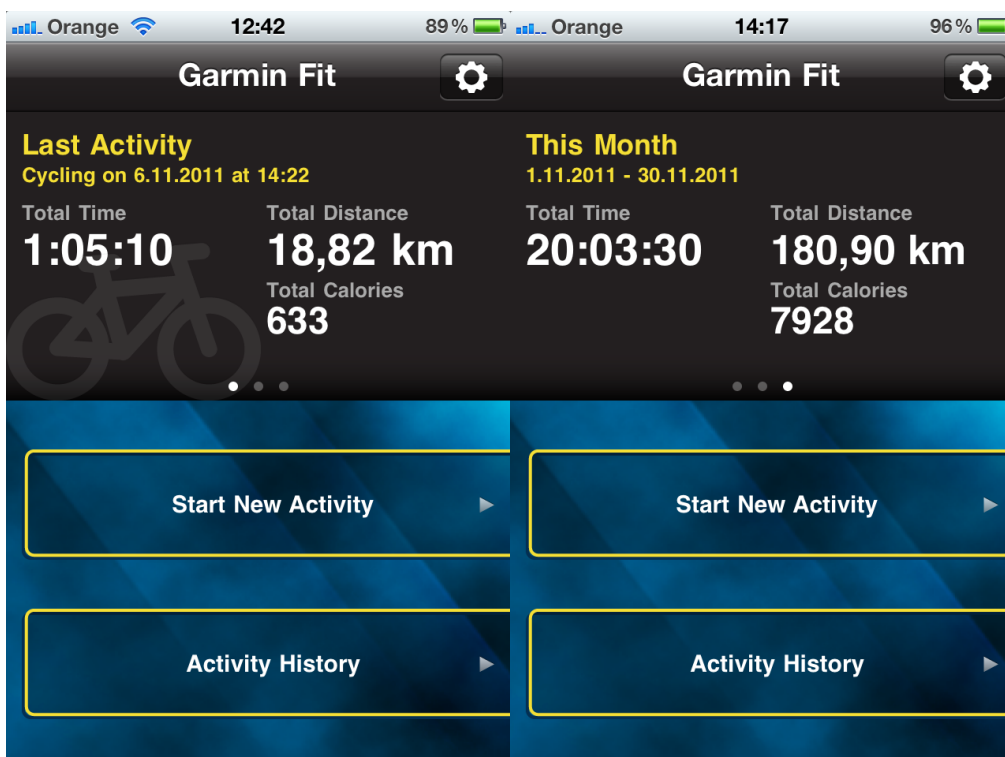 Orange 12:42 89 %
Garmin Fit
Last Activity
Cycling on 6.11.2011 at 14:22
Total Time Total Distance
1:05:10 18,82 km
Total Calories
633
Start New Activity
Activity History
Orange 14:17 96 %
Garmin Fit
This Month
1.11.2011 - 30.11.2011
Total Time Total Distance
20:03:30 180,90 km
Total Calories
7928
Start New Activity
Activity History